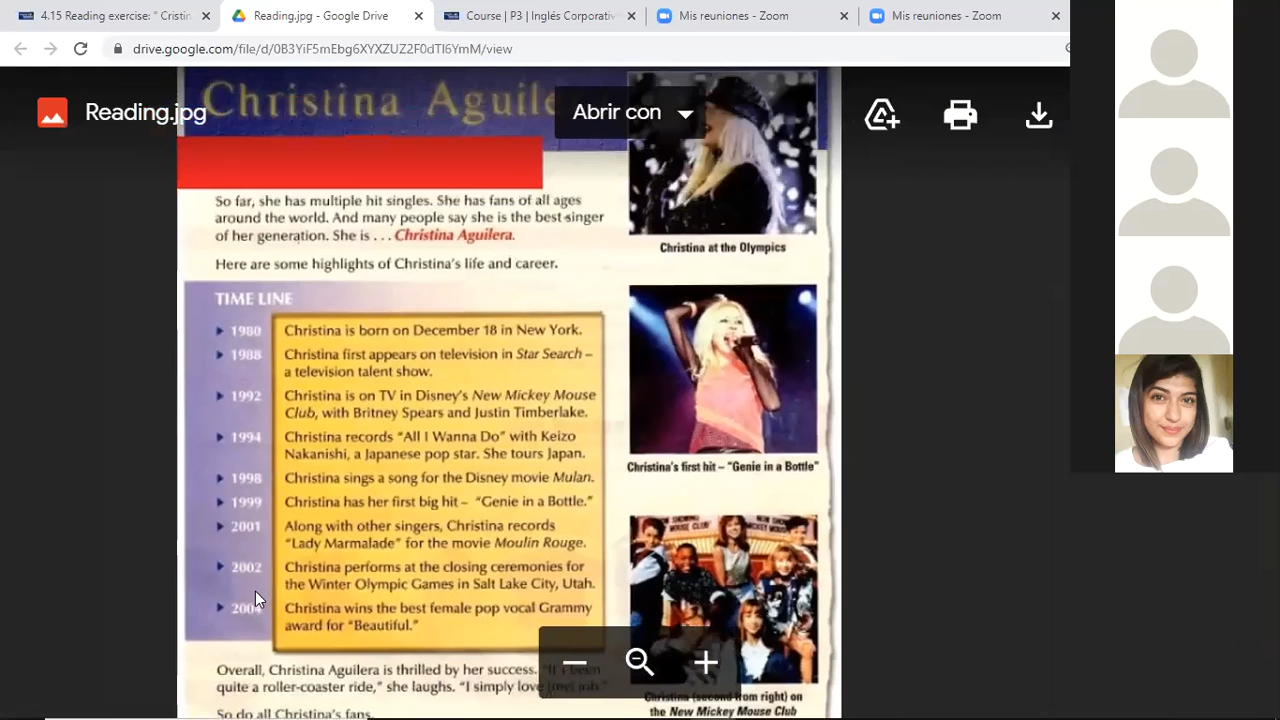 4.15 Reading exercise: " Cristin
Reading.jpg - Google Drive
Course | P3 | Inglés Corporativ
Mis reuniones - Zoom
Mis reuniones - Zoom
drive.google.com/file/d/0B3YiF5mEbg6XYXZUZ2F0dTI6YmM/view
Reading.jpg
Abrir con
Christina Aguile
So far, she has multiple hit singles. She has fans of all ages
around the world. And many people say she is the best singer
of her generation. She is . . . Christina Aguilera.
Here are some highlights of Christina's life and career.
Christina at the Olympics
TIME LINE
1980 Christina is born on December 18 in New York.
1988 Christina first appears on television in Star Search –
a television talent show.
1992 Christina is on TV in Disney's New Mickey Mouse
Club, with Britney Spears and Justin Timberlake.
1994 Christina records "All I Wanna Do" with Keizo
Nakanishi, a Japanese pop star. She tours Japan.
1998 Christina sings a song for the Disney movie Mulan.
1999 Christina has her first big hit – "Genie in a Bottle."
2001 Along with other singers, Christina records
"Lady Marmalade" for the movie Moulin Rouge.
2002 Christina performs at the closing ceremonies for
the Winter Olympic Games in Salt Lake City, Utah.
2004 Christina wins the best female pop vocal Grammy
award for "Beautiful."
Christina's first hit – "Genie in a Bottle"
Overall, Christina Aguilera is thrilled by her success. "It's been
quite a roller-coaster ride," she laughs. "I simply love [my] job."
So do all Christina's fans.
Christina (second from right) on
the New Mickey Mouse Club